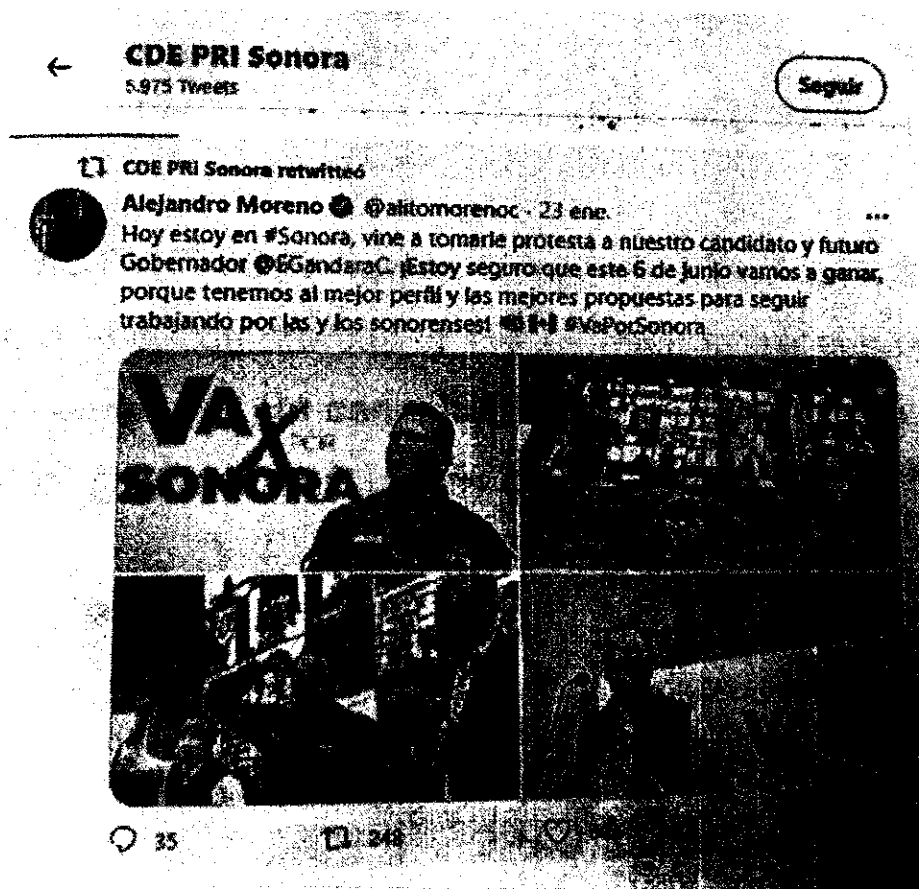 CDE PRI Sonora
5.975 Tweets
Seguir
CDE PRI Sonora retwitteó
Alejandro Moreno @alitomorenoc · 23 ene.
Hoy estoy en #Sonora, vine a tomarle protesta a nuestro candidato y futuro
Gobernador @EGandaraC. ¡Estoy seguro que este 6 de junio vamos a ganar,
porque tenemos al mejor perfil y las mejores propuestas para seguir
trabajando por las y los sonorenses! #VaPorSonora
VA X
SONORA
35
248